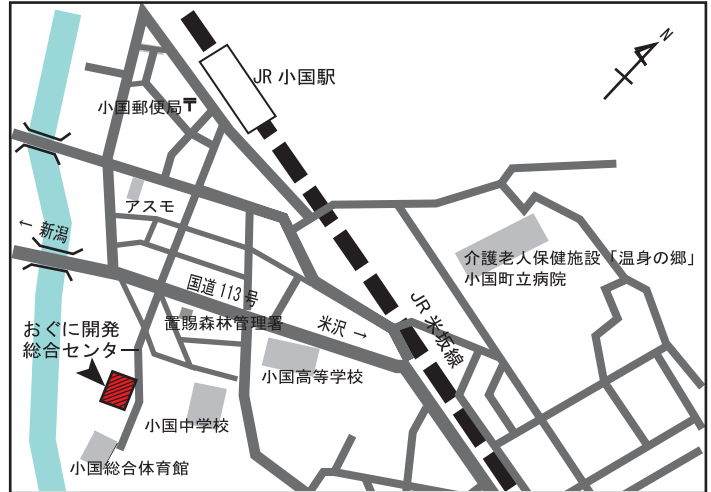 N
JR 小国駅
小国郵便局〒
アスモ
← 新潟
国道113号
介護老人保健施設「温身の郷」
小国町立病院
JR 米坂線
置賜森林管理署
米沢 →
おぐに開発
総合センター
小国高等学校
小国中学校
小国総合体育館